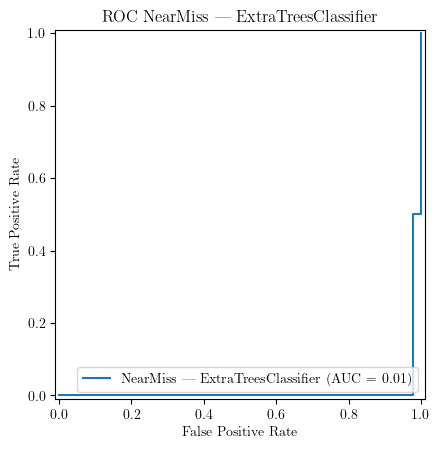 ROC NearMiss — ExtraTreesClassifier
True Positive Rate
1.0
0.8
0.6
0.4
0.2
0.0
NearMiss — ExtraTreesClassifier (AUC = 0.01)
0.0 0.2 0.4 0.6 0.8 1.0
False Positive Rate